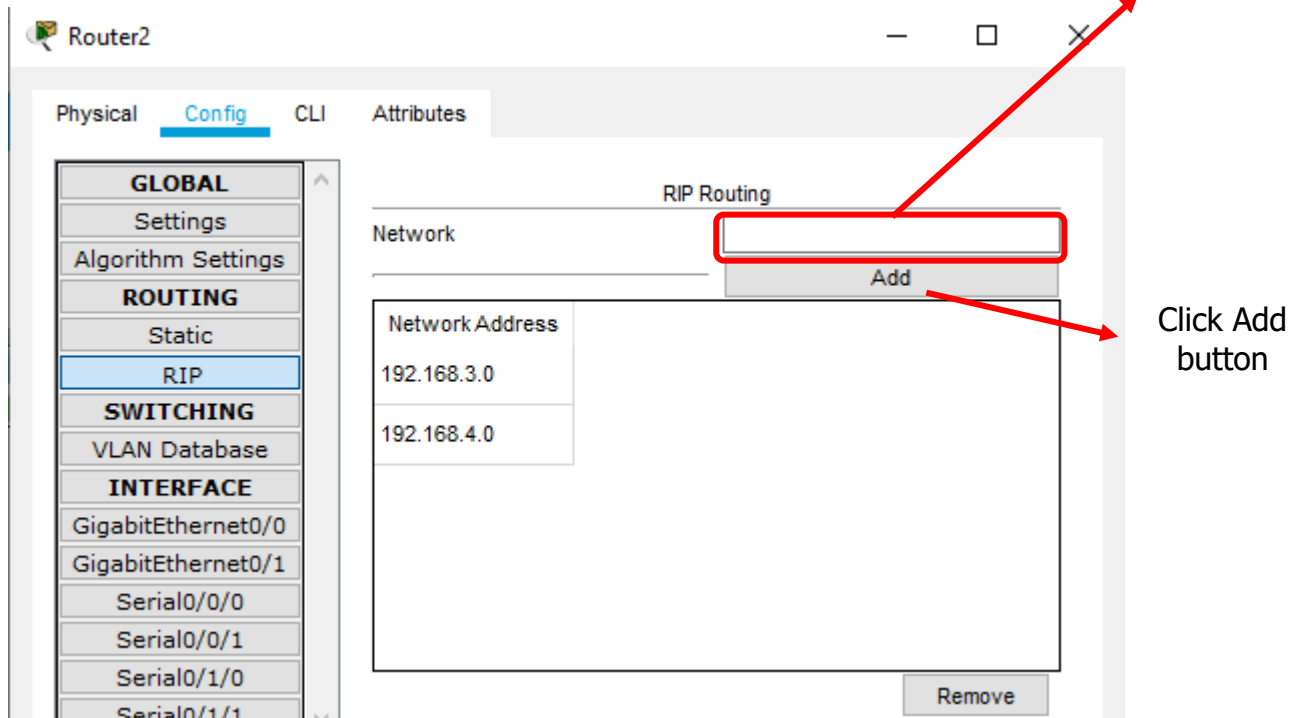 Router2
Physical Config CLI Attributes
GLOBAL
Settings
Algorithm Settings
ROUTING
Static
RIP
SWITCHING
VLAN Database
INTERFACE
GigabitEthernet0/0
GigabitEthernet0/1
Serial0/0/0
Serial0/0/1
Serial0/1/0
Serial0/1/1
RIP Routing
Network
Add
Network Address
192.168.3.0
192.168.4.0
Remove
Click Add
button